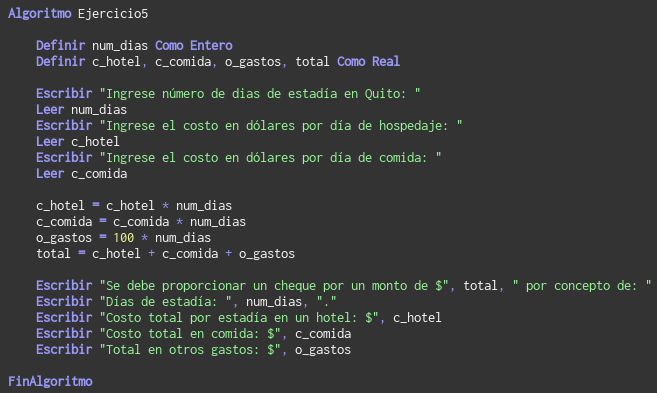 Algoritmo Ejercicio5
Definir num_dias Como Entero
Definir c_hotel, c_comida, o_gastos, total Como Real
Escribir "Ingrese número de dias de estadía en Quito: "
Leer num_dias
Escribir "Ingrese el costo en dólares por día de hospedaje: "
Leer c_hotel
Escribir "Ingrese el costo en dólares por día de comida: "
Leer c_comida
c_hotel = c_hotel * num_dias
c_comida = c_comida * num_dias
o_gastos = 100 * num_dias
total = c_hotel + c_comida + o_gastos
Escribir "Se debe proporcionar un cheque por un monto de $", total, " por concepto de: "
Escribir "Días de estadía: ", num_dias, "."
Escribir "Costo total por estadía en un hotel: $", c_hotel
Escribir "Costo total en comida: $", c_comida
Escribir "Total en otros gastos: $", o_gastos
FinAlgoritmo